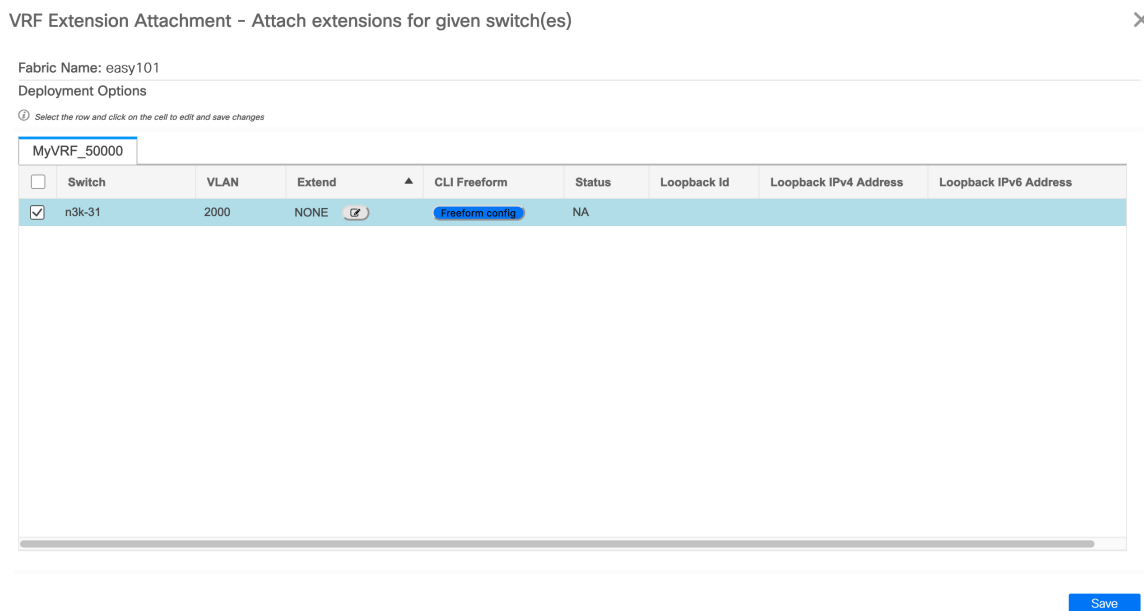 VRF Extension Attachment - Attach extensions for given switch(es)
Fabric Name: easy101
Deployment Options
Select the row and click on the cell to edit and save changes
MyVRF_50000
Switch VLAN Extend CLI Freeform Status Loopback Id Loopback IPv4 Address Loopback IPv6 Address
n3k-31 2000 NONE Freeform config NA
Save